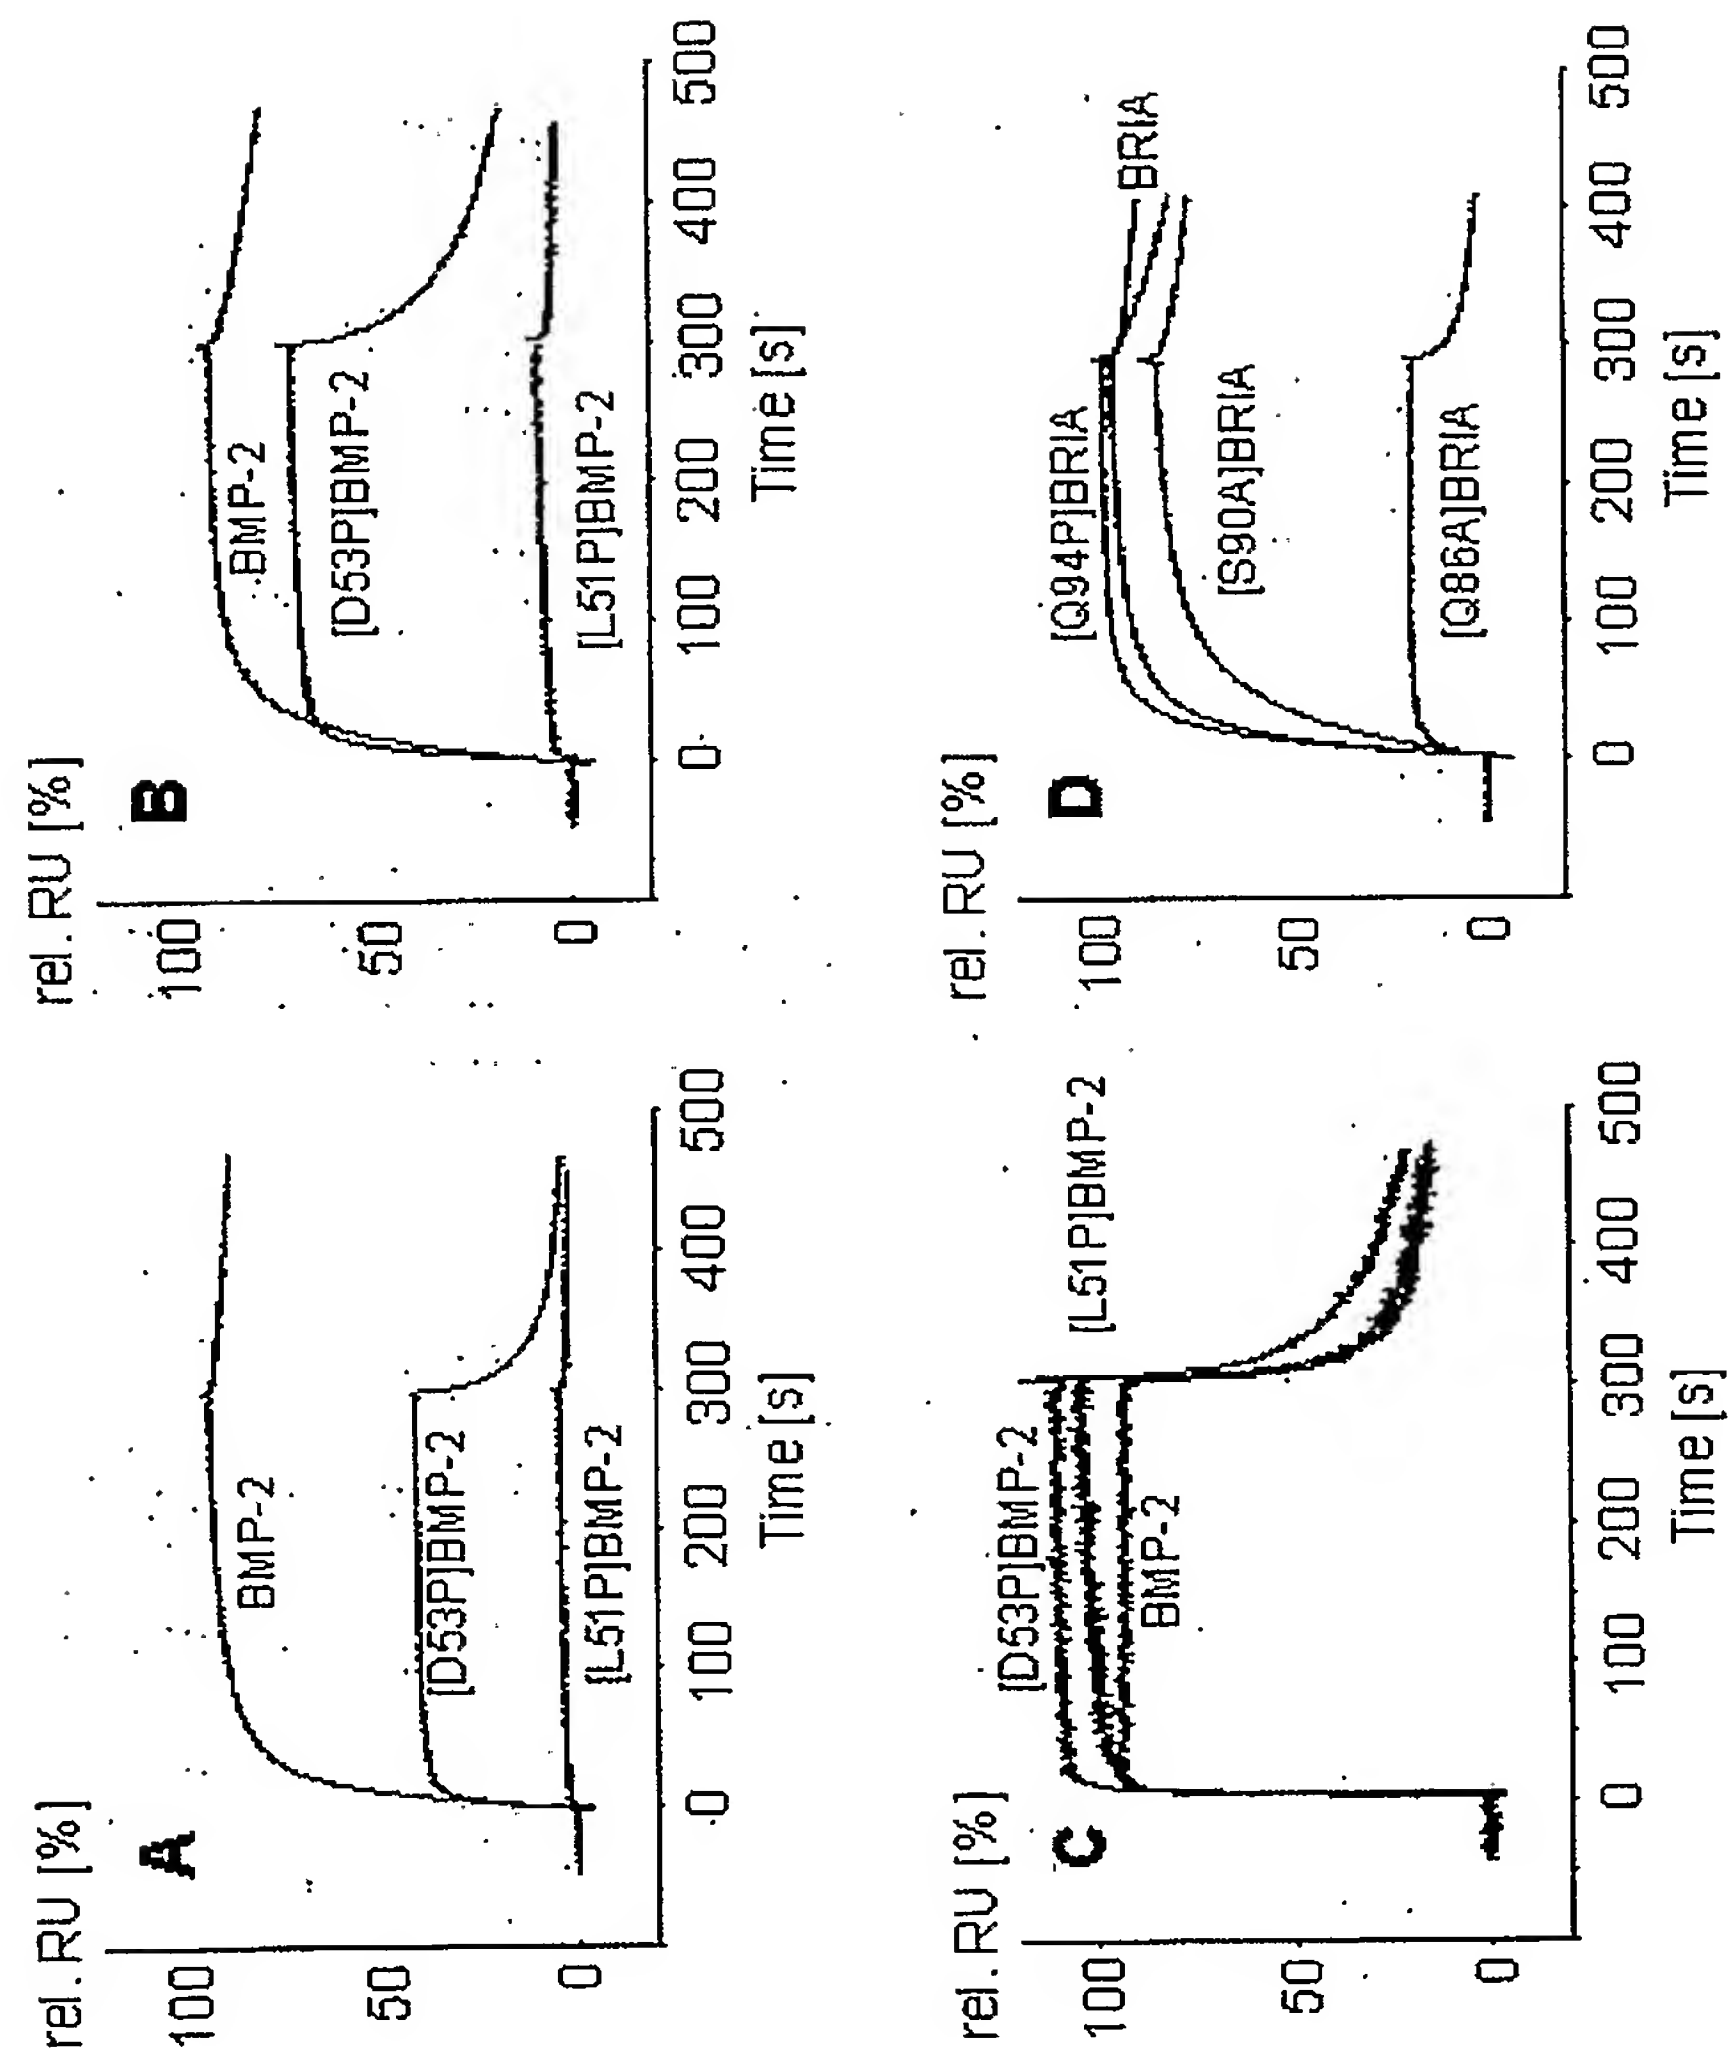 rel. RU [%]
A
100
50
0
BMP-2
[D53P]BMP-2
[L51P]BMP-2
0 100 200 300 400 500
Time [s]
rel. RU [%]
B
100
50
0
BMP-2
[D53P]BMP-2
[L51P]BMP-2
0 100 200 300 400 500
Time [s]
rel. RU [%]
C
100
50
0
[D53P]BMP-2
[L51P]BMP-2
BMP-2
0 100 200 300 400 500
Time [s]
rel. RU [%]
D
100
50
0
[Q94P]BRIA
BRIA
[S90A]BRIA
[Q86A]BRIA
0 100 200 300 400 500
Time [s]